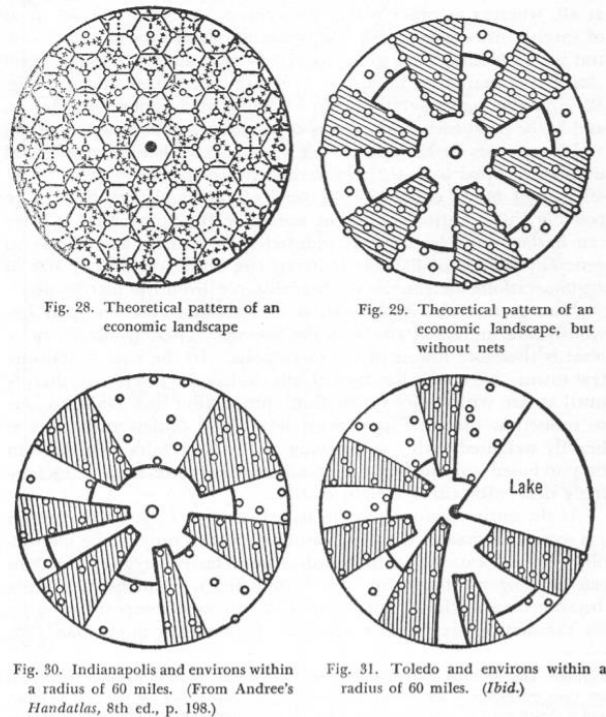 Fig. 28. Theoretical pattern of an
economic landscape
Fig. 29. Theoretical pattern of an
economic landscape, but
without nets
Lake
Fig. 30. Indianapolis and environs within
a radius of 60 miles. (From Andree's
Handatlas, 8th ed., p. 198.)
Fig. 31. Toledo and environs within a
radius of 60 miles. (Ibid.)